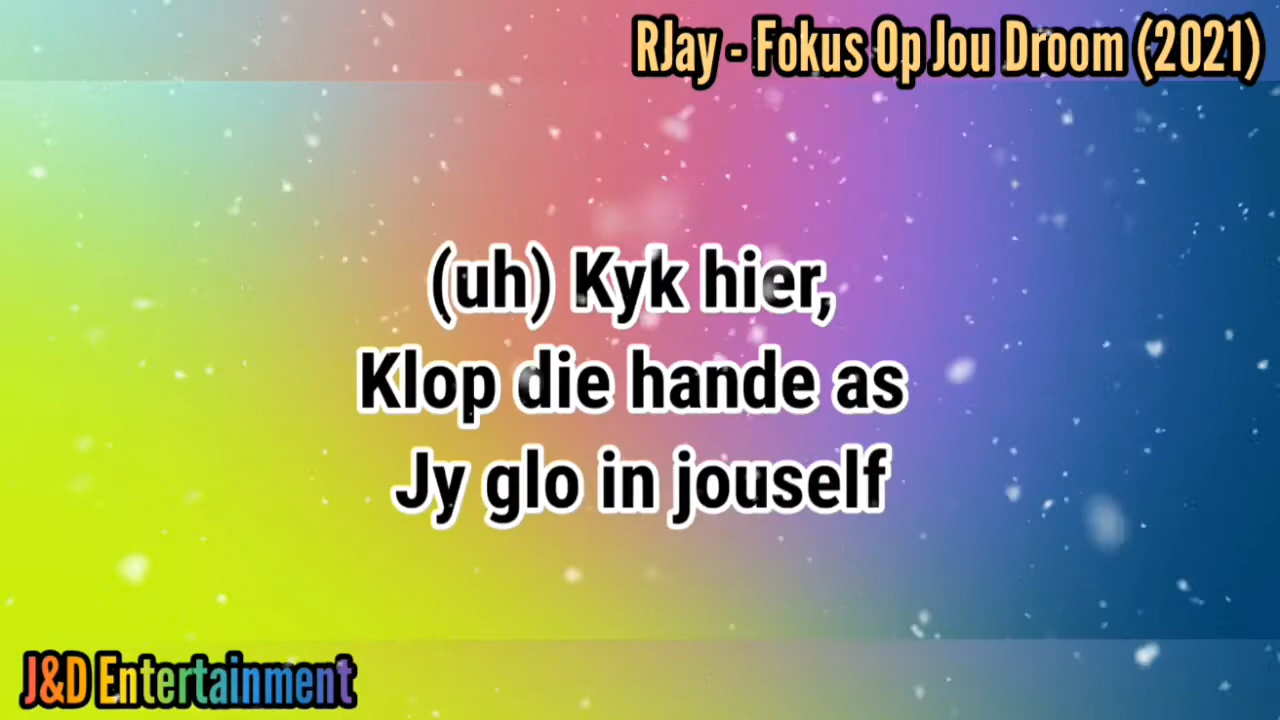 RJay - Fokus Op Jou Droom (2021)
(uh) Kyk hier,
Klop die hande as
Jy glo in jouself
J&D Entertainment